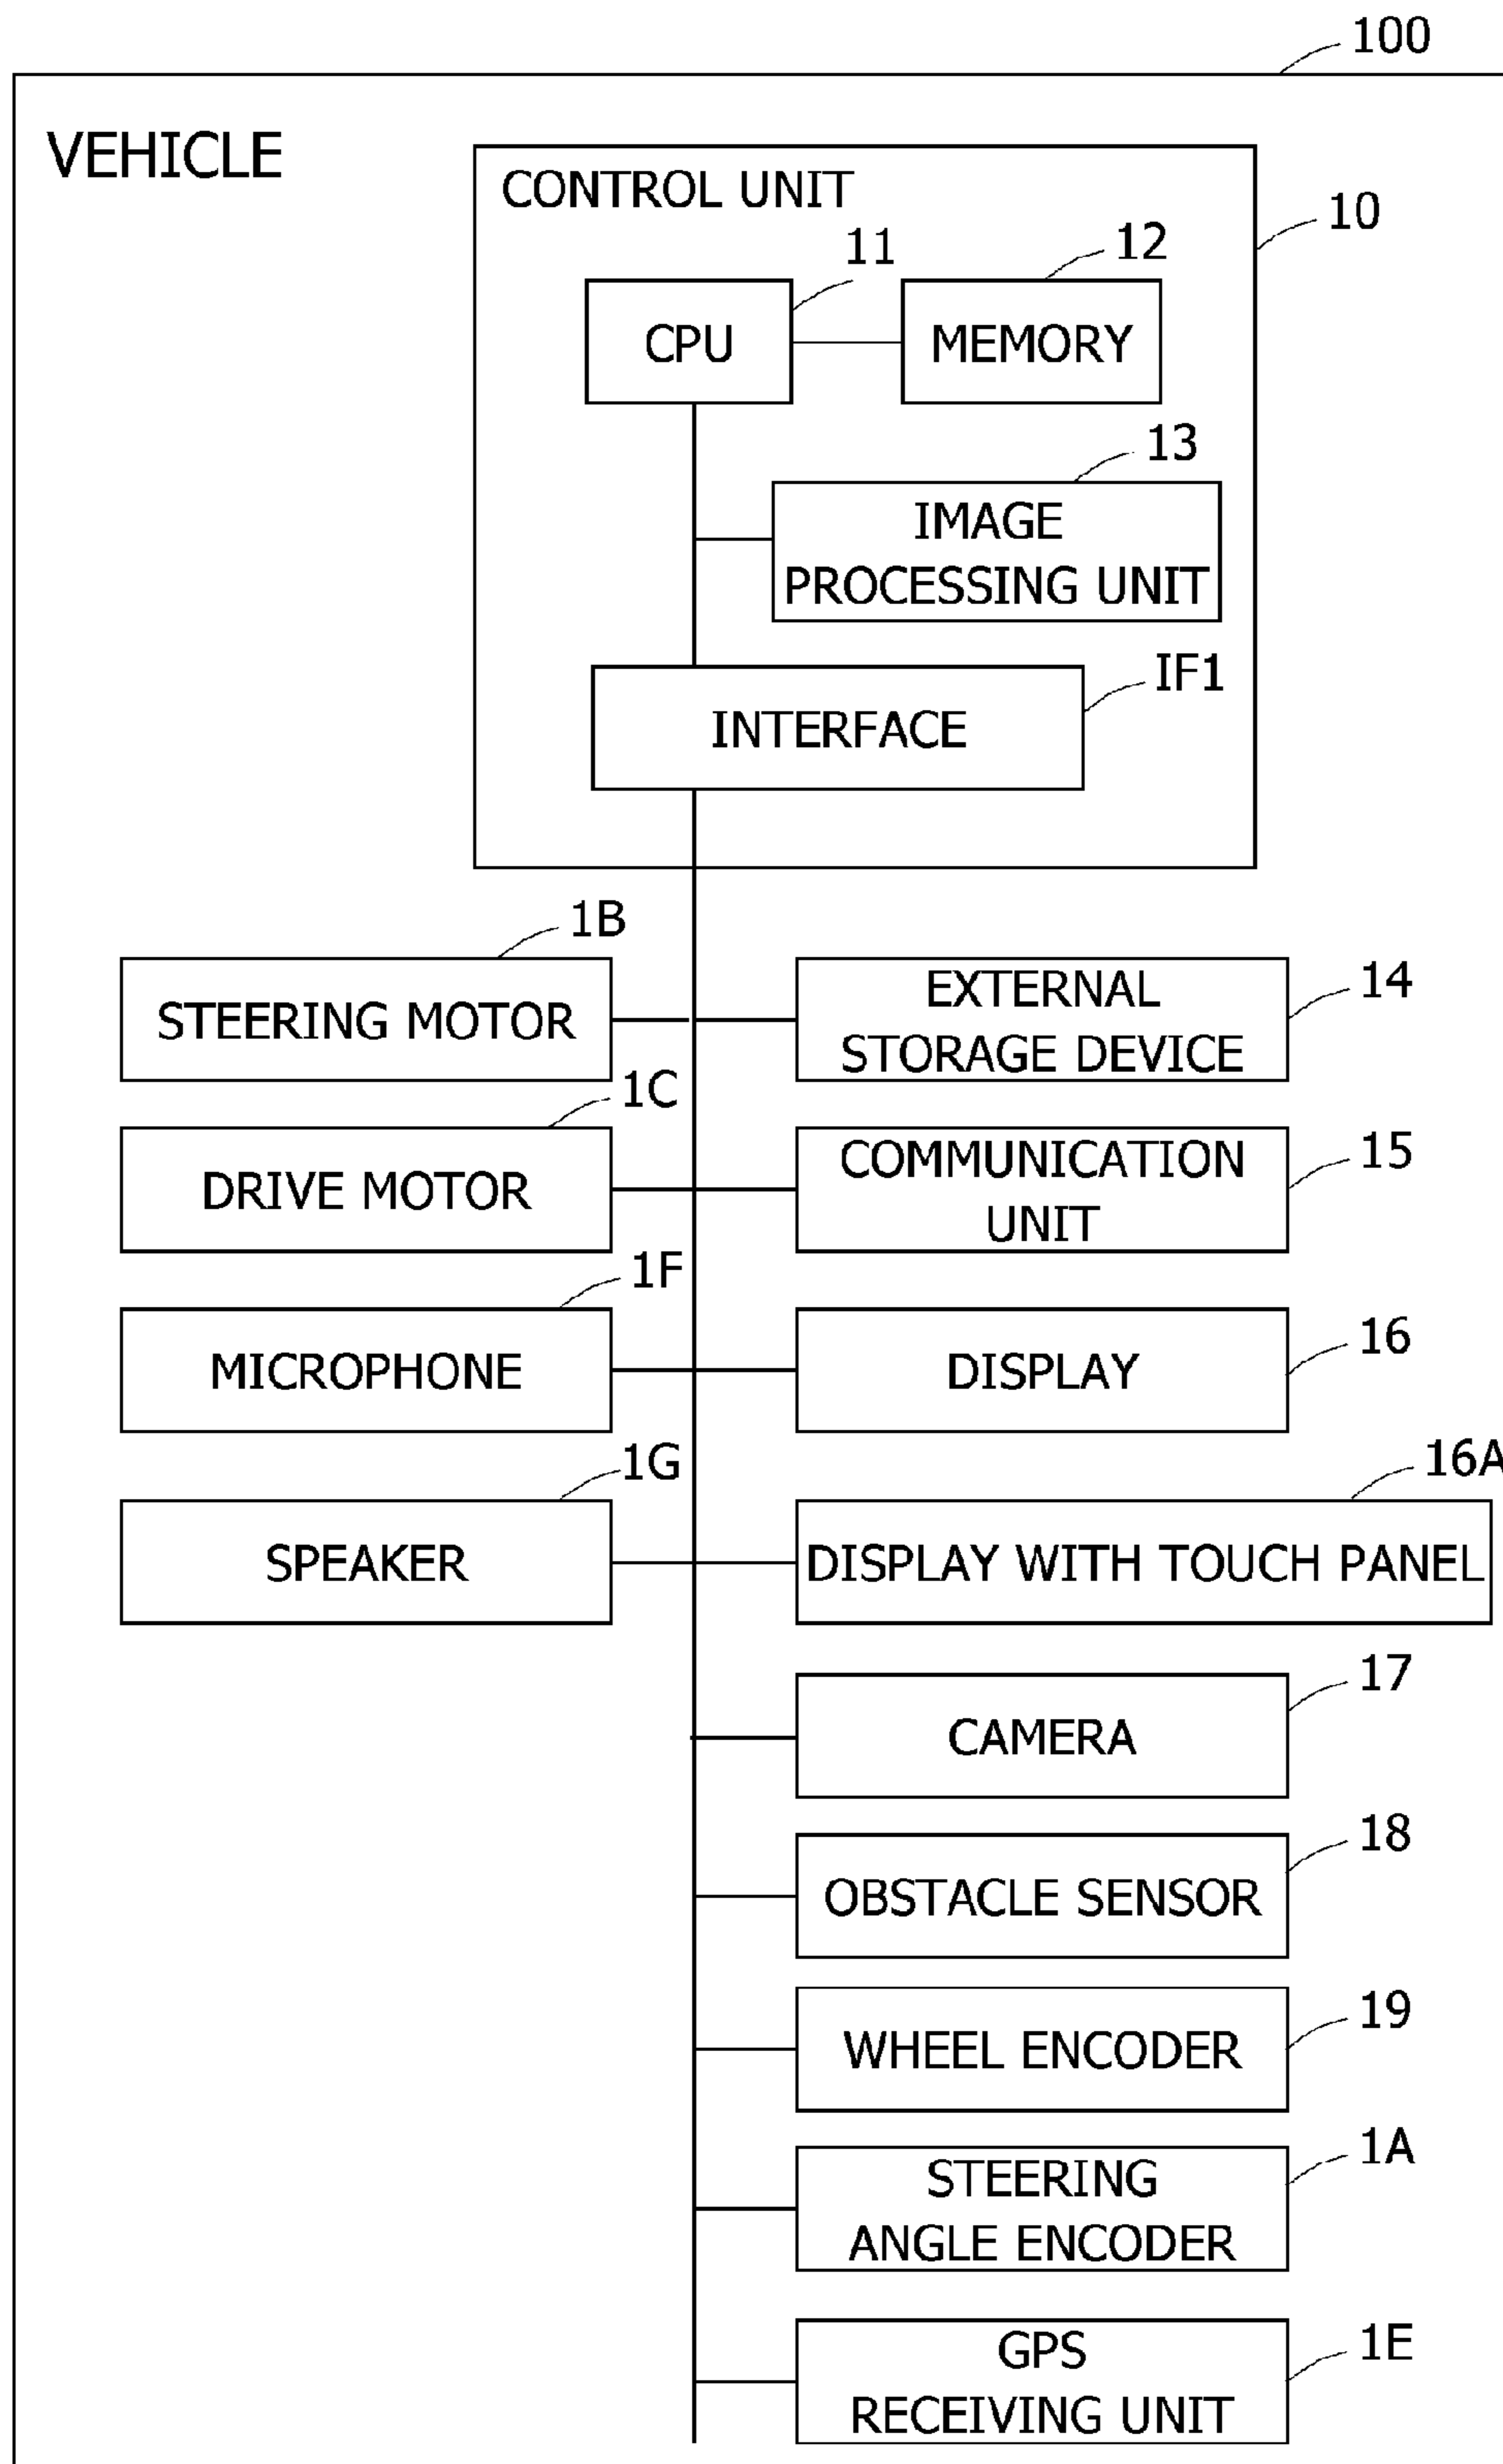 100
VEHICLE
CONTROL UNIT
10
11
12
CPU
MEMORY
13
IMAGE
PROCESSING UNIT
IF1
INTERFACE
1B
STEERING MOTOR
EXTERNAL
STORAGE DEVICE
14
1C
DRIVE MOTOR
COMMUNICATION
UNIT
15
1F
MICROPHONE
DISPLAY
16
1G
SPEAKER
16A
DISPLAY WITH TOUCH PANEL
17
CAMERA
18
OBSTACLE SENSOR
19
WHEEL ENCODER
1A
STEERING
ANGLE ENCODER
1E
GPS
RECEIVING UNIT